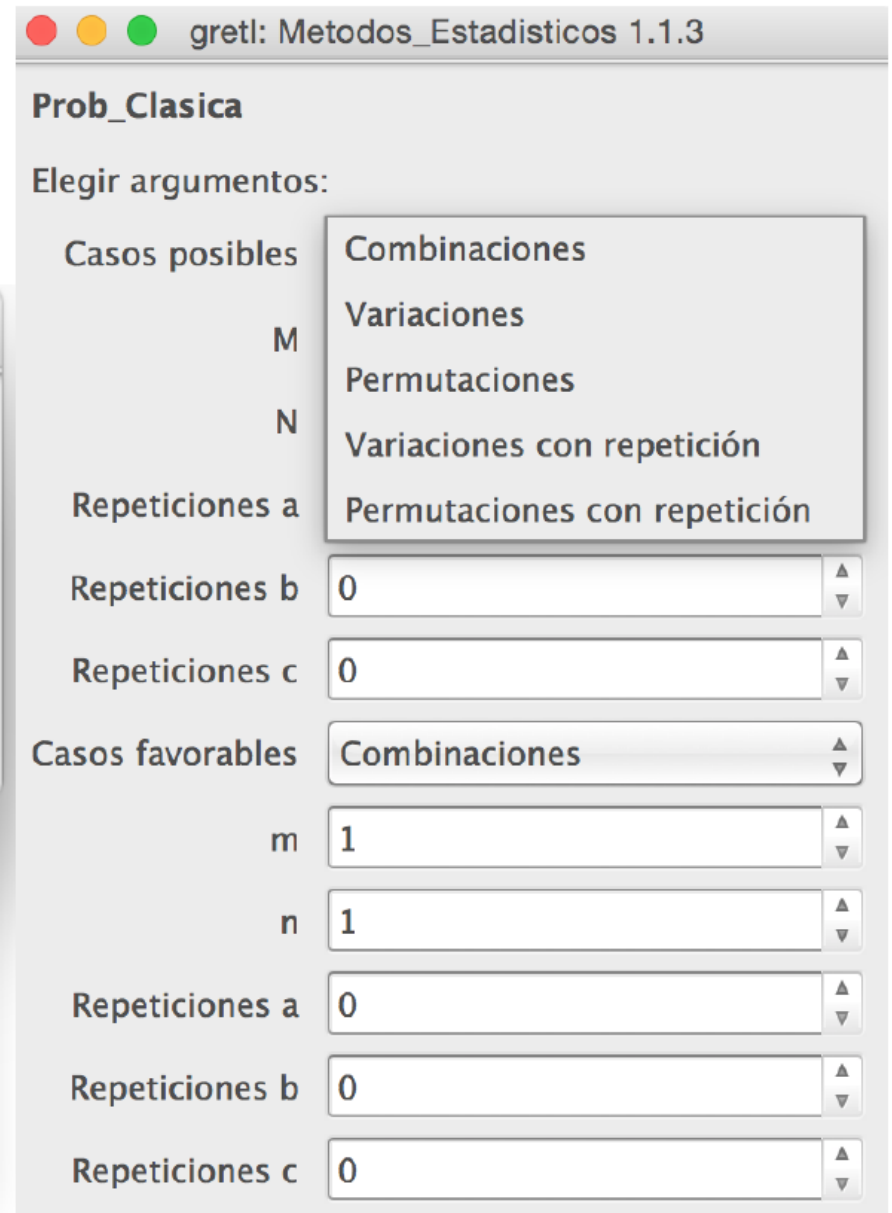 gretl: Metodos_Estadisticos 1.1.3
Prob_Clasica
Elegir argumentos:
Casos posibles
Combinaciones
Variaciones
M
Permutaciones
N
Variaciones con repetición
Repeticiones a
Permutaciones con repetición
Repeticiones b 0
Repeticiones c 0
Casos favorables Combinaciones
m 1
n 1
Repeticiones a 0
Repeticiones b 0
Repeticiones c 0